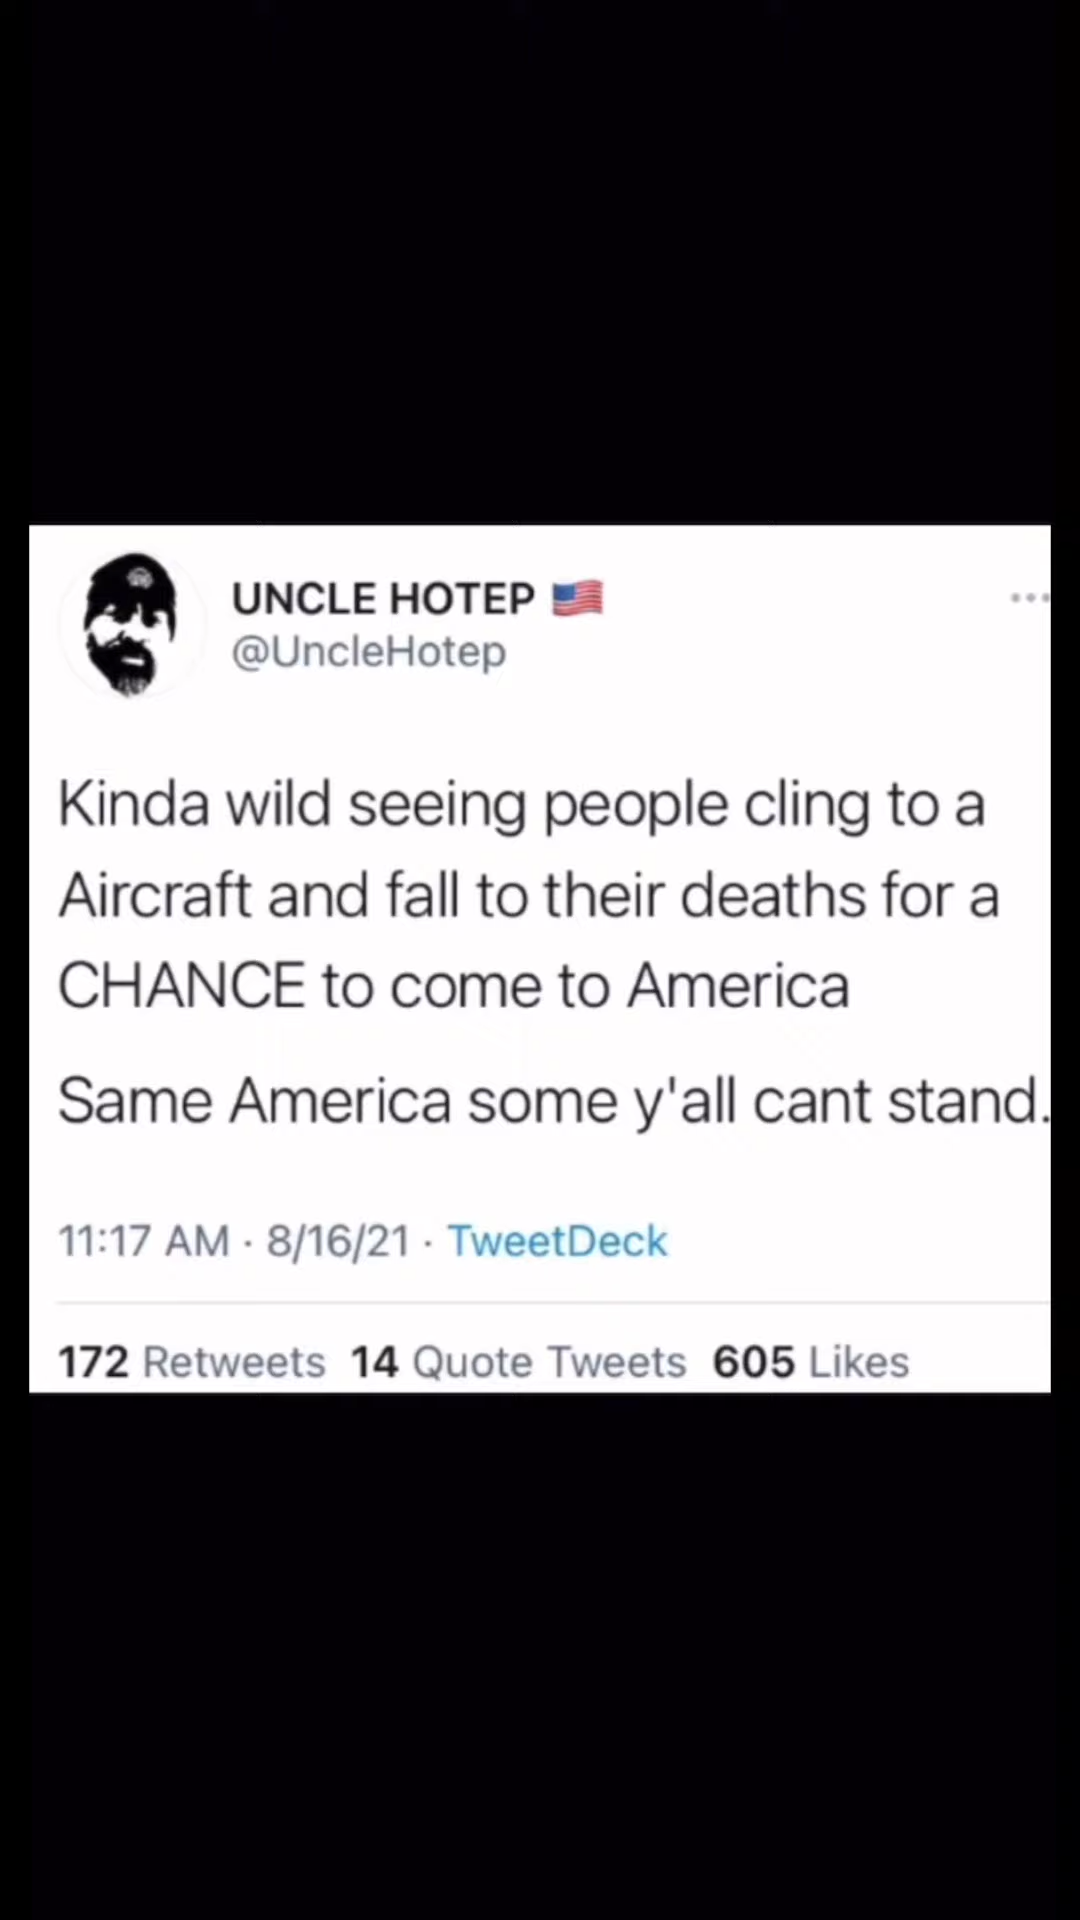 UNCLE HOTEP 🇺🇸
@UncleHotep
Kinda wild seeing people cling to a
Aircraft and fall to their deaths for a
CHANCE to come to America
Same America some y'all cant stand.
11:17 AM · 8/16/21 · TweetDeck
172 Retweets 14 Quote Tweets 605 Likes